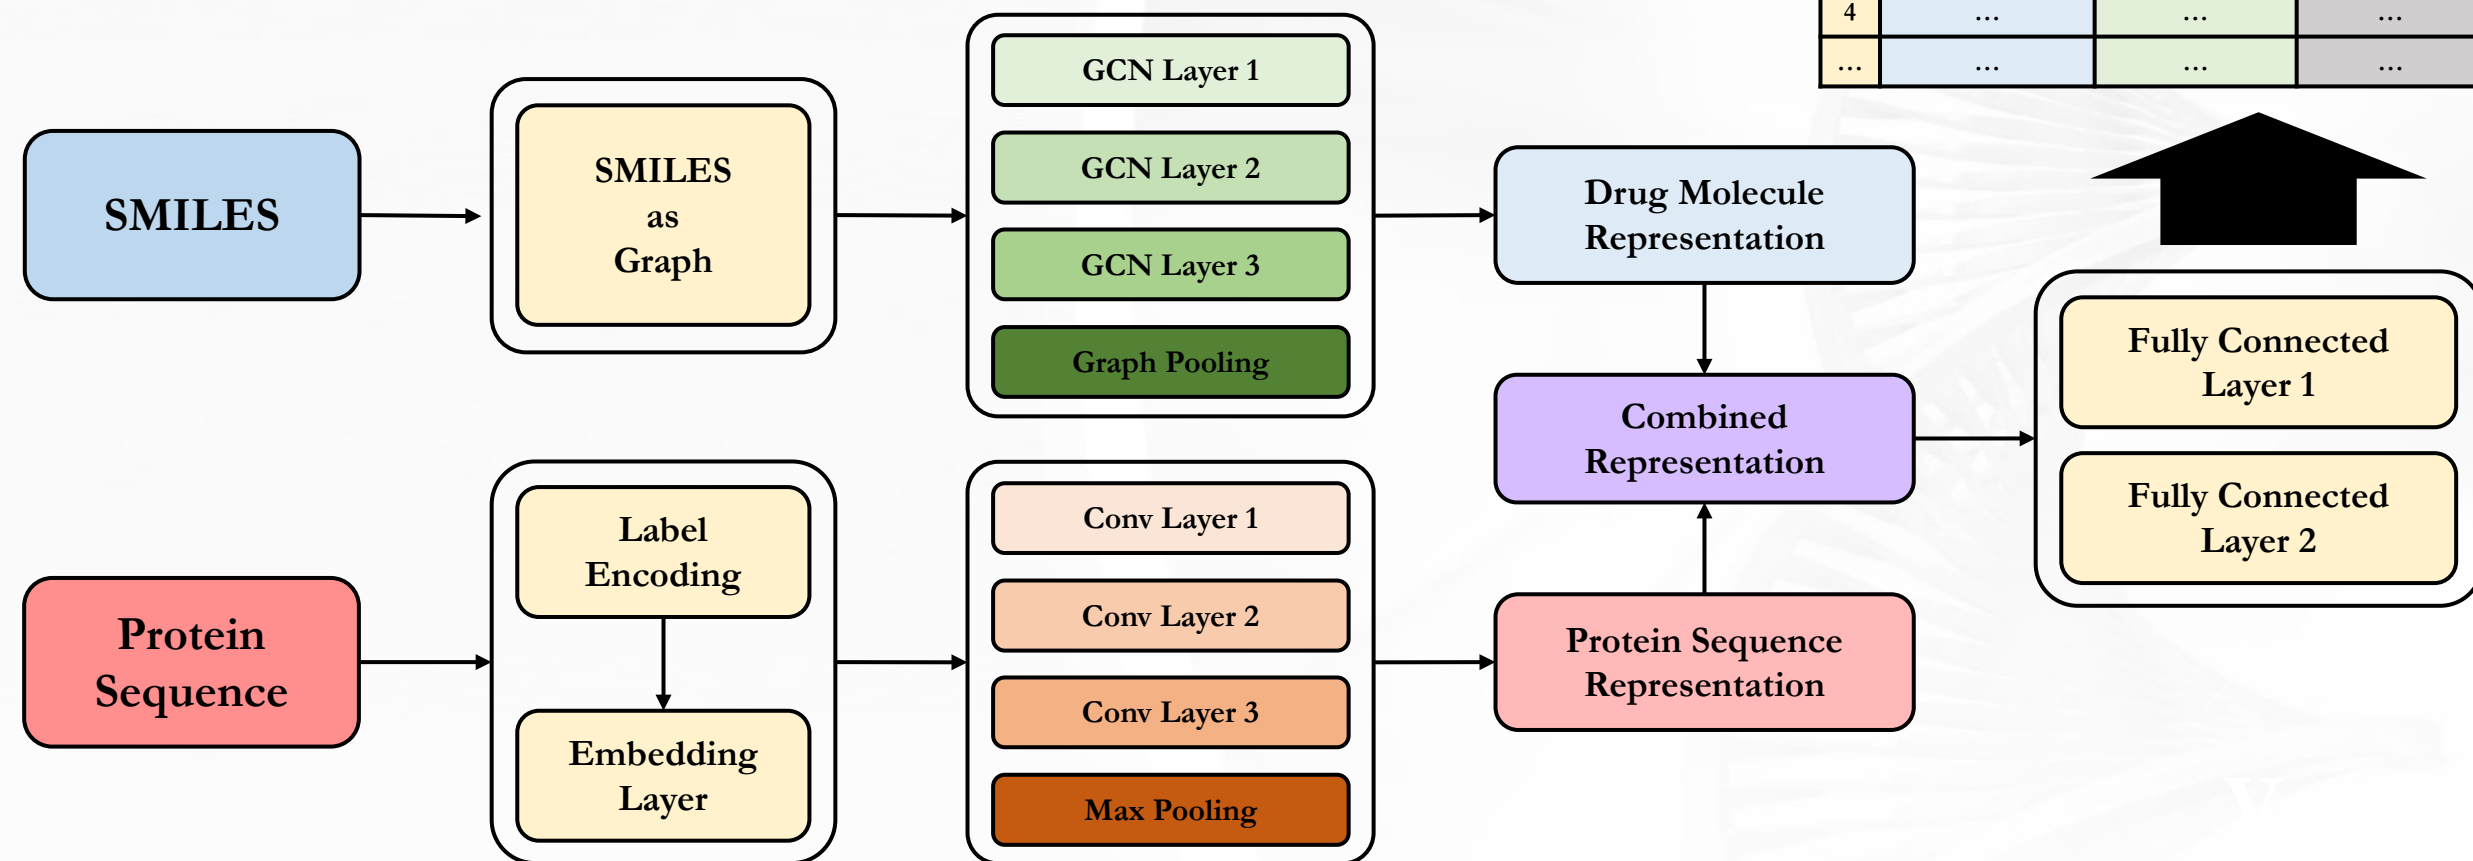 4 … … …
… … … …
SMILES
SMILES
as
Graph
GCN Layer 1
GCN Layer 2
GCN Layer 3
Graph Pooling
Drug Molecule
Representation
Combined
Representation
Fully Connected
Layer 1
Fully Connected
Layer 2
Protein
Sequence
Label
Encoding
Embedding
Layer
Conv Layer 1
Conv Layer 2
Conv Layer 3
Max Pooling
Protein Sequence
Representation
V